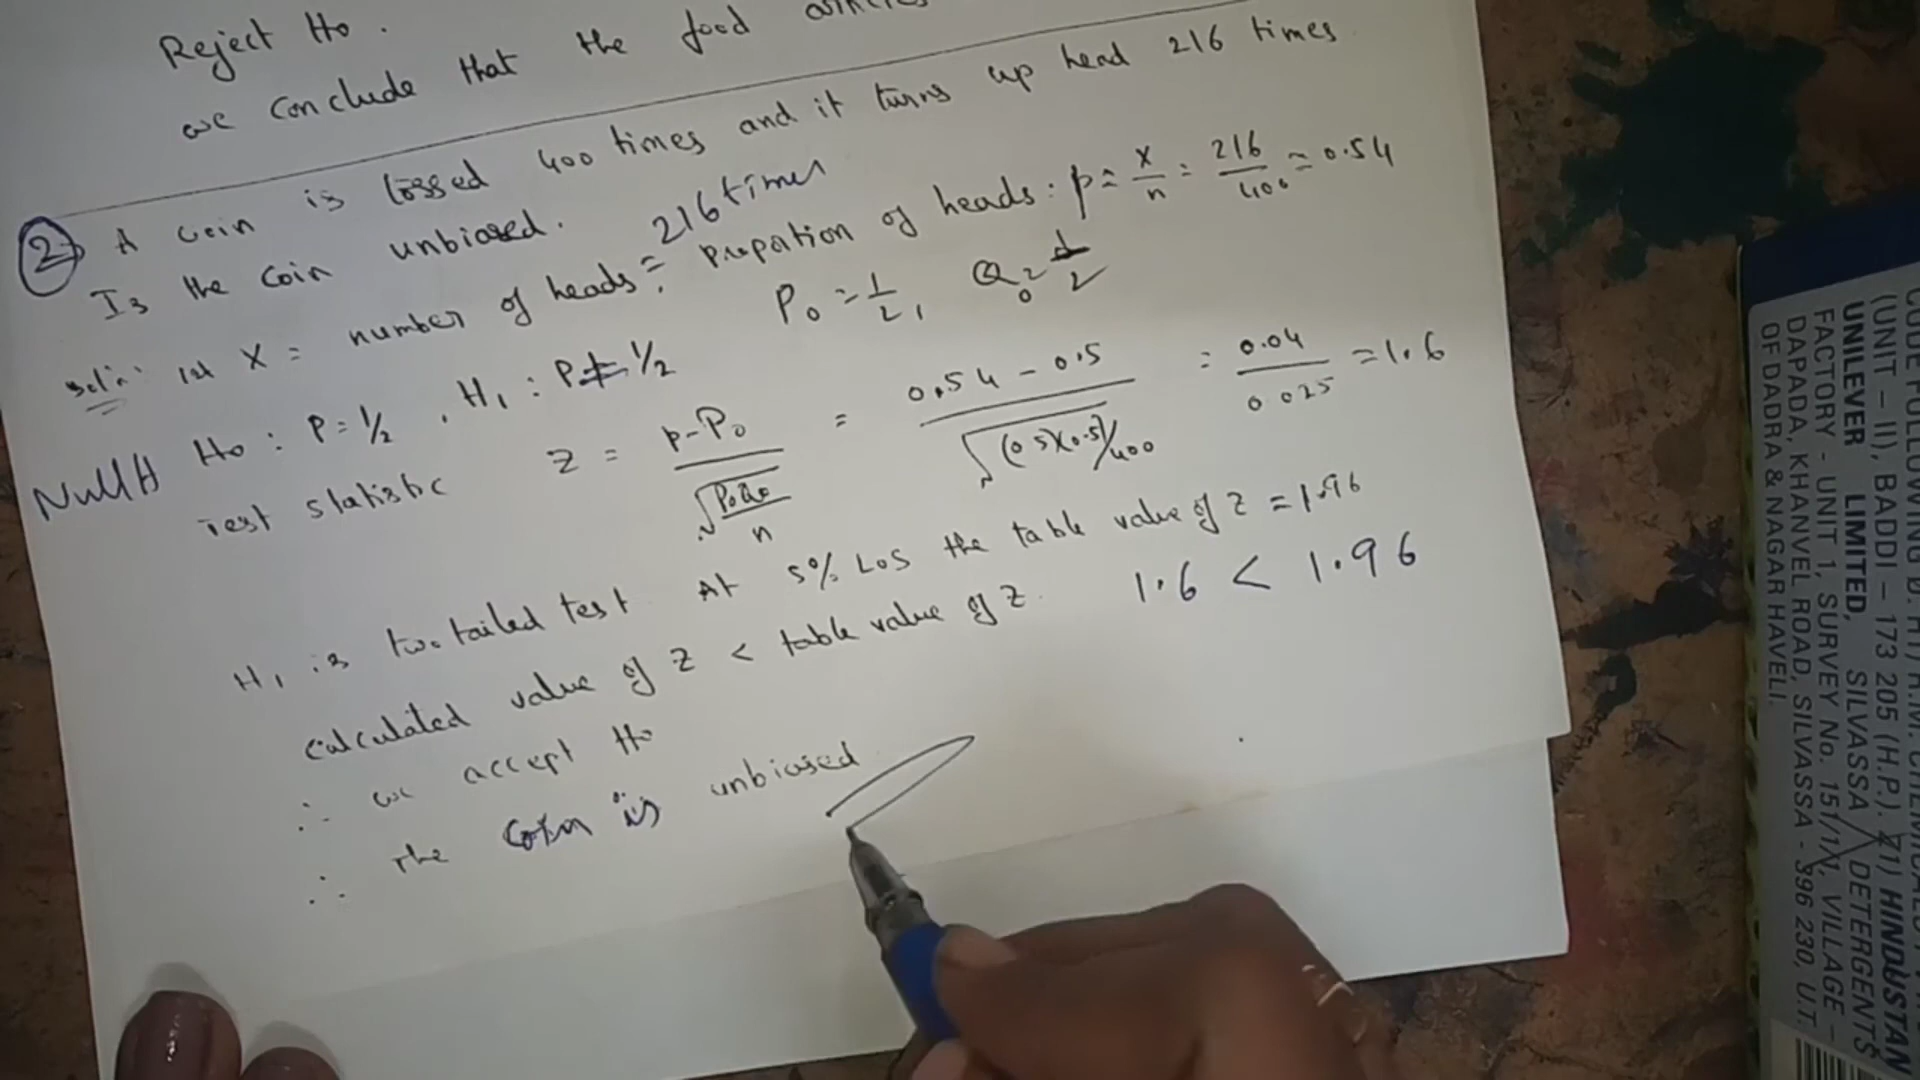 Reject Ho.
we conclude that the food
2) A coin is tossed 400 times and it turns up head 216 times
Is the coin unbiased.
216 times
Soln: let X = number of heads: Propotion of heads: p = X/n = 216/400 = 0.54
Null H Ho: P = 1/2, H1: P ≠ 1/2 P0 = 1/2, Q0 = 1/2
Test statistic Z = p-P0/√P0Q0/n = 0.54 - 0.5/√(0.5)(0.5)/400 = 0.04/0.025 = 1.6
H1 is two tailed test. At 5% LOS the table value of Z = 1.96
calculated value of Z < table value of Z. 1.6 < 1.96
∴ we accept Ho
∴ The Coin is unbiased
(UNIT – II), BADDI – 173 205 (H.P.). 21) HINDUSTAN
UNILEVER LIMITED, SILVASSA DETERGENTS
FACTORY - UNIT 1, SURVEY No. 151/1/1, VILLAGE –
DAPADA, KHANVEL ROAD, SILVASSA - 396 230, U.T.
OF DADRA & NAGAR HAVELI.